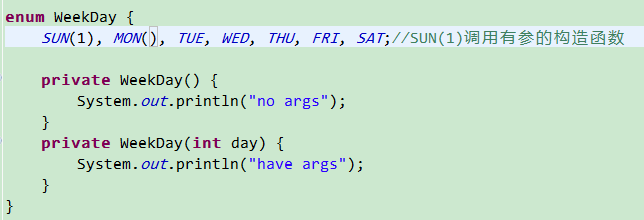 enum WeekDay {
    SUN(1), MON(), TUE, WED, THU, FRI, SAT;//SUN(1)调用有参的构造函数
    private WeekDay() {
        System.out.println("no args");
    }
    private WeekDay(int day) {
        System.out.println("have args");
    }
}